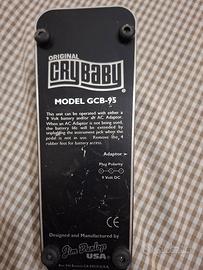 ORIGINAL
CRYBABY
MODEL GCB-95
This unit can be operated with either a
9 Volt battery and/or AC Adaptor.
When an AC Adaptor is not being used,
the battery life will be extended by
unplugging the instrument jack when the
pedal is not in use. Remove the 4
rubber feet for battery access.
Adaptor
Plug Polarity
9 Volt DC
CE
Designed and Manufactured by
Jim Dunlop
USA